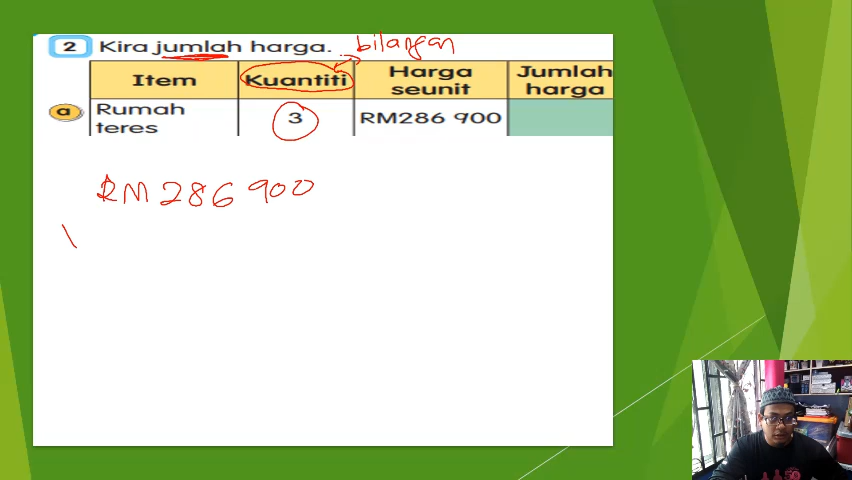 2 Kira jumlah harga.
bilangan
Item Kuantiti Harga seunit Jumlah harga
a Rumah teres 3 RM286 900
RM 286 900